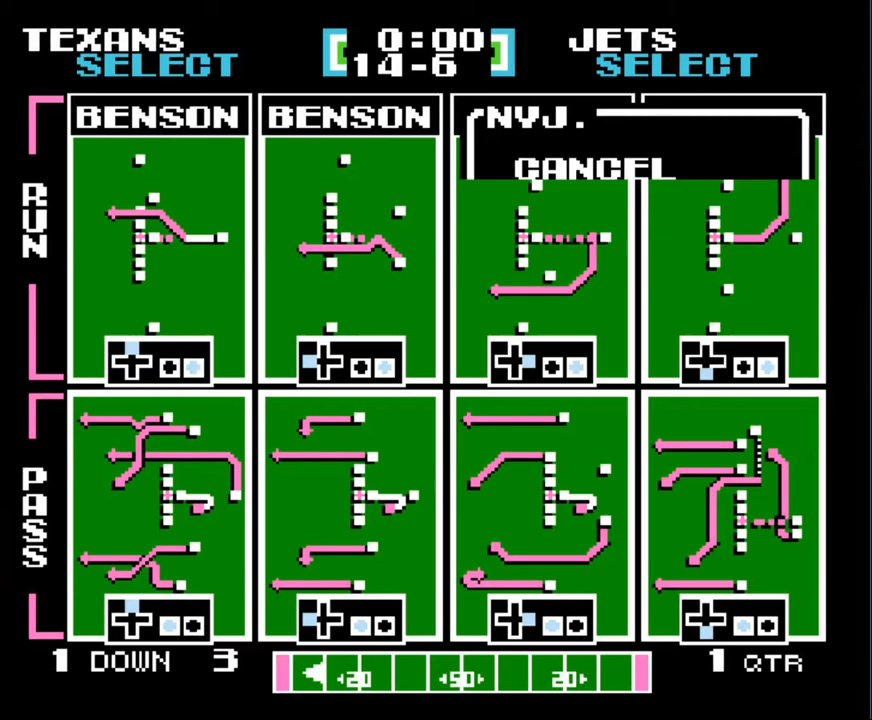 TEXANS 0:00 JETS
SELECT 14-6 SELECT
BENSON BENSON NYJ.
CANCEL
RUN
PASS
1 DOWN 3 20 50 20 1 QTR